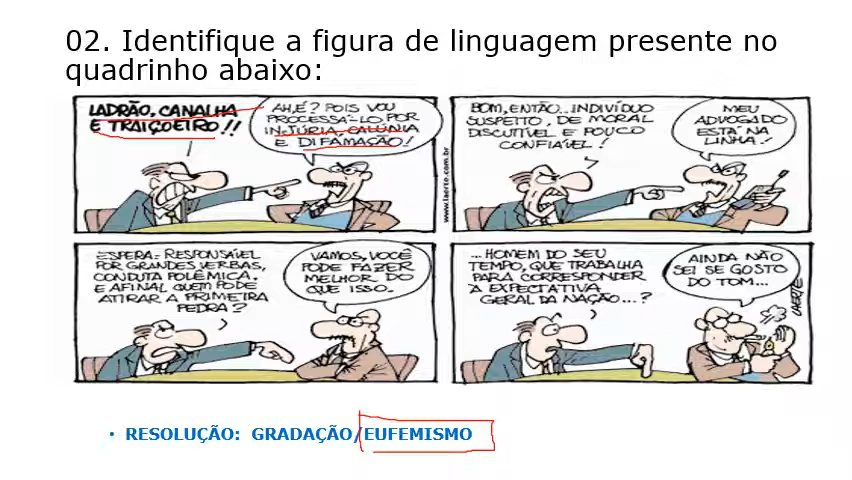 02. Identifique a figura de linguagem presente no
quadrinho abaixo:
LADRÃO, CANALHA
E TRAIÇOEIRO!!
AH, É? POIS VOU
PROCESSÁ-LO POR
INJÚRIA, CALÚNIA
E DIFAMAÇÃO!
www.laerte.com.br
BOM, ENTÃO... INDIVÍDUO
SUSPEITO, DE MORAL
DISCUTÍVEL E POUCO
CONFIÁVEL!
MEU
ADVOGADO
ESTÁ NA
LINHA!
ESPERA: RESPONSÁVEL
POR GRANDES VERBAS,
CONDUTA POLÊMICA,
E AFINAL QUEM PODE
ATIRAR A PRIMEIRA
PEDRA?
VAMOS, VOCÊ
PODE FAZER
MELHOR DO
QUE ISSO.
...HOMEM DO SEU
TEMPO, QUE TRABALHA
PARA CORRESPONDER
À EXPECTATIVA
GERAL DA NAÇÃO...?
AINDA NÃO
SEI SE GOSTO
DO TOM...
LAERTE
• RESOLUÇÃO: GRADAÇÃO/EUFEMISMO